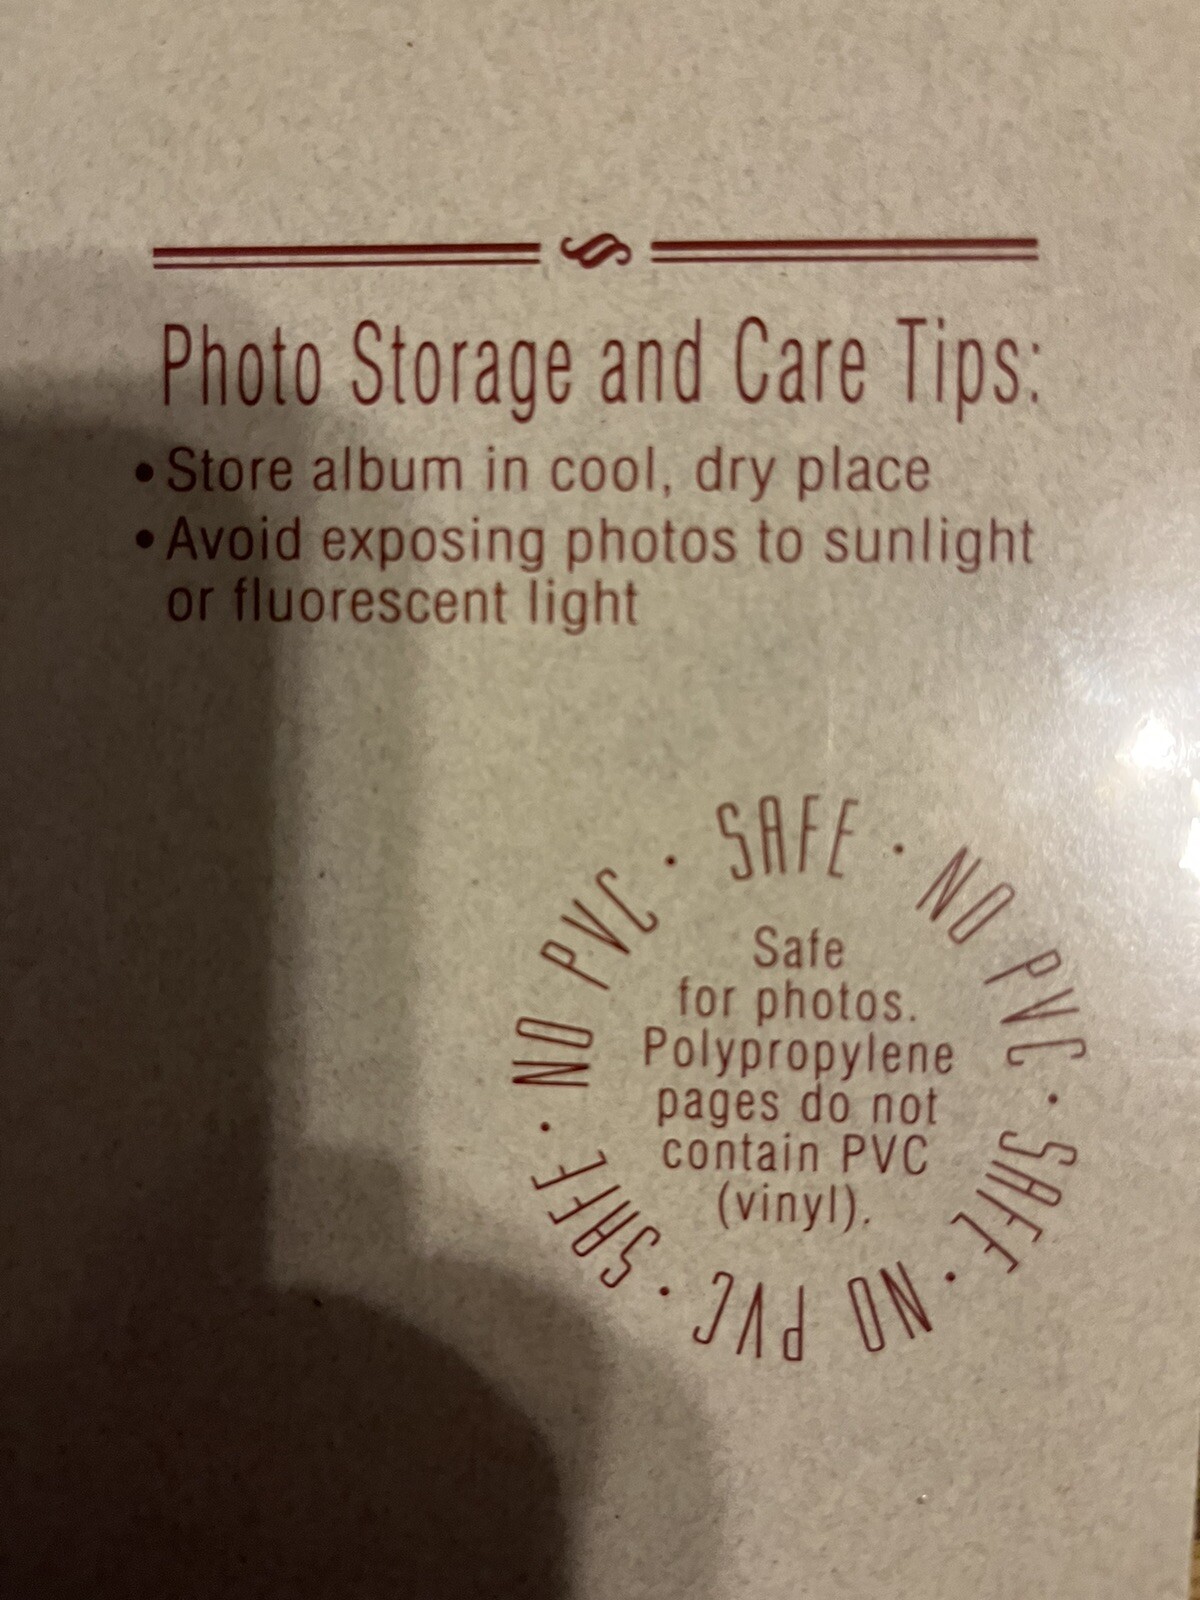 Photo Storage and Care Tips:
• Store album in cool, dry place
• Avoid exposing photos to sunlight
or fluorescent light
SAFE · NO PVC · SAFE · NO PVC · SAFE · NO PVC ·
Safe
for photos.
Polypropylene
pages do not
contain PVC
(vinyl).